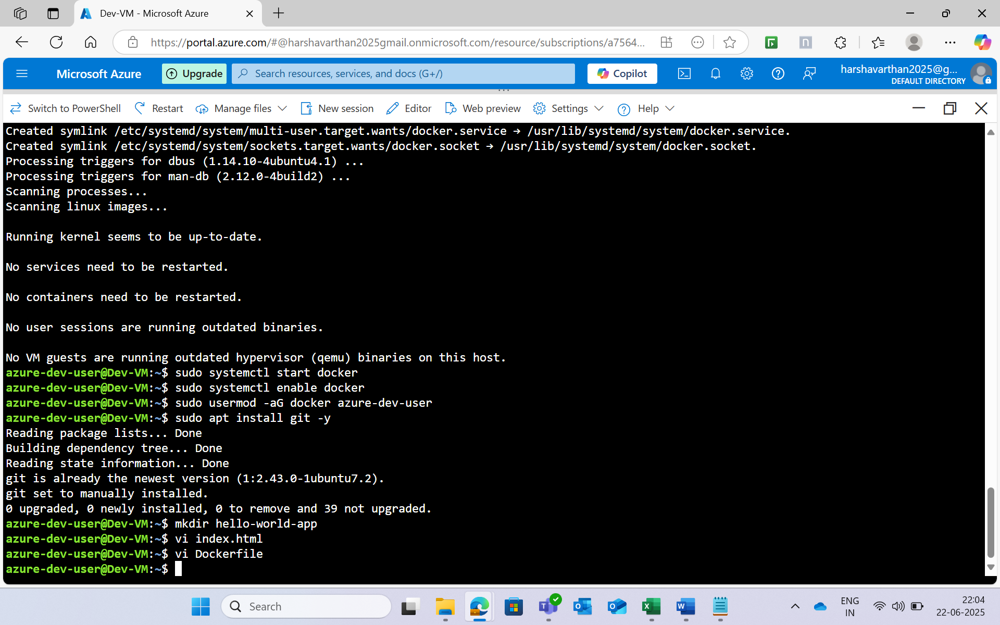 Dev-VM - Microsoft Azure
https://portal.azure.com/#@harshavarthan2025gmail.onmicrosoft.com/resource/subscriptions/a7564...
Microsoft Azure
Upgrade
Search resources, services, and docs (G+/)
Copilot
harshavarthan2025@g...
DEFAULT DIRECTORY
Switch to PowerShell
Restart
Manage files
New session
Editor
Web preview
Settings
Help
Created symlink /etc/systemd/system/multi-user.target.wants/docker.service → /usr/lib/systemd/system/docker.service.
Created symlink /etc/systemd/system/sockets.target.wants/docker.socket → /usr/lib/systemd/system/docker.socket.
Processing triggers for dbus (1.14.10-4ubuntu4.1) ...
Processing triggers for man-db (2.12.0-4build2) ...
Scanning processes...
Scanning linux images...
Running kernel seems to be up-to-date.
No services need to be restarted.
No containers need to be restarted.
No user sessions are running outdated binaries.
No VM guests are running outdated hypervisor (qemu) binaries on this host.
azure-dev-user@Dev-VM:~$ sudo systemctl start docker
azure-dev-user@Dev-VM:~$ sudo systemctl enable docker
azure-dev-user@Dev-VM:~$ sudo usermod -aG docker azure-dev-user
azure-dev-user@Dev-VM:~$ sudo apt install git -y
Reading package lists... Done
Building dependency tree... Done
Reading state information... Done
git is already the newest version (1:2.43.0-1ubuntu7.2).
git set to manually installed.
0 upgraded, 0 newly installed, 0 to remove and 39 not upgraded.
azure-dev-user@Dev-VM:~$ mkdir hello-world-app
azure-dev-user@Dev-VM:~$ vi index.html
azure-dev-user@Dev-VM:~$ vi Dockerfile
azure-dev-user@Dev-VM:~$
Search
ENG
IN
22:04
22-06-2025